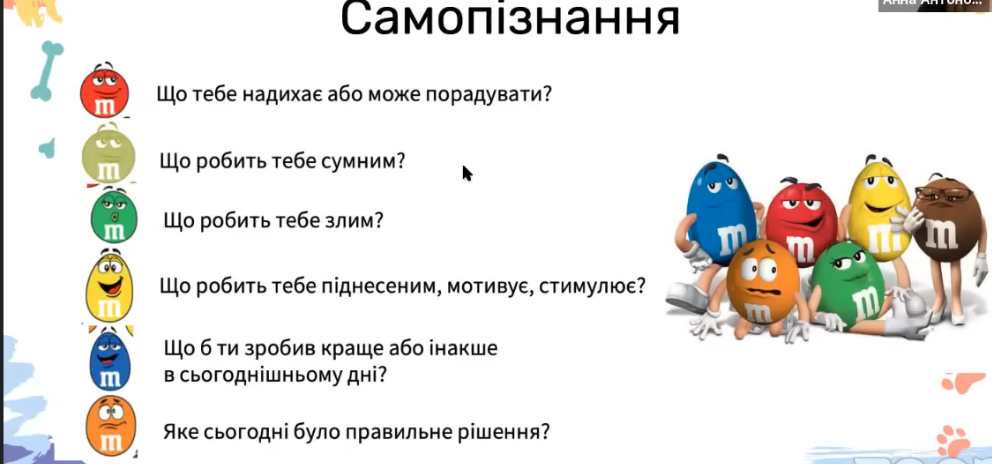 Анна Антоно...
Самопізнання
Що тебе надихає або може порадувати?
Що робить тебе сумним?
Що робить тебе злим?
Що робить тебе піднесеним, мотивує, стимулює?
Що б ти зробив краще або інакше
в сьогоднішньому дні?
Яке сьогодні було правильне рішення?
m
m
m
m
m
m
m
m
m
m
m
m